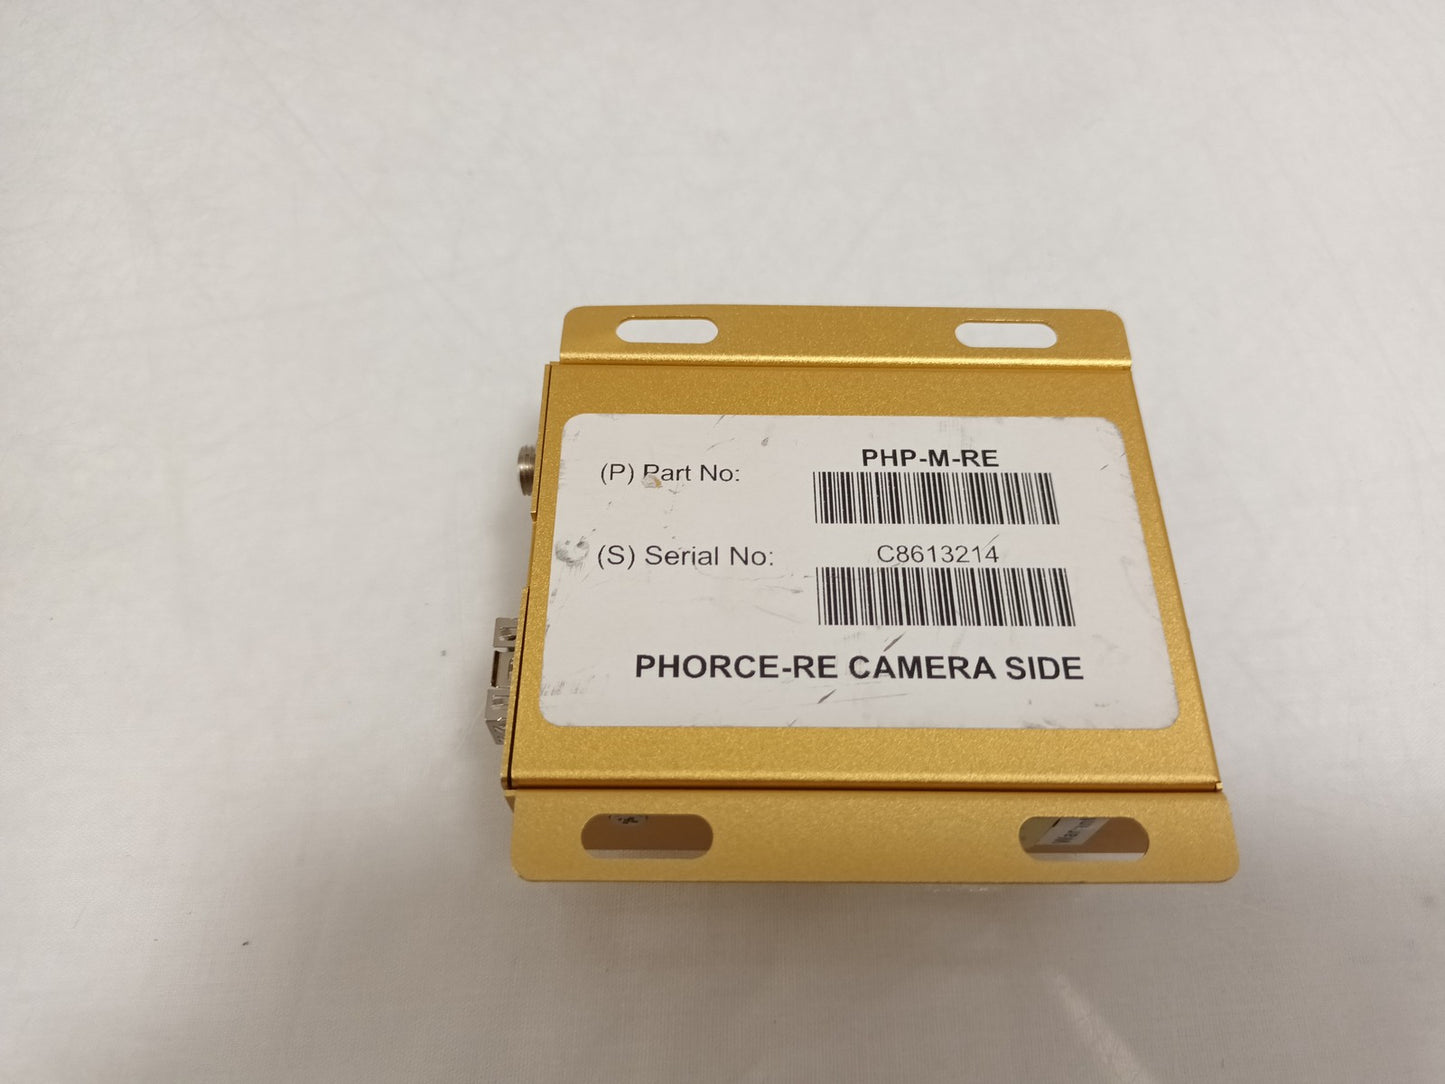 (P) Part No:
PHP-M-RE
(S) Serial No:
C8613214
PHORCE-RE CAMERA SIDE